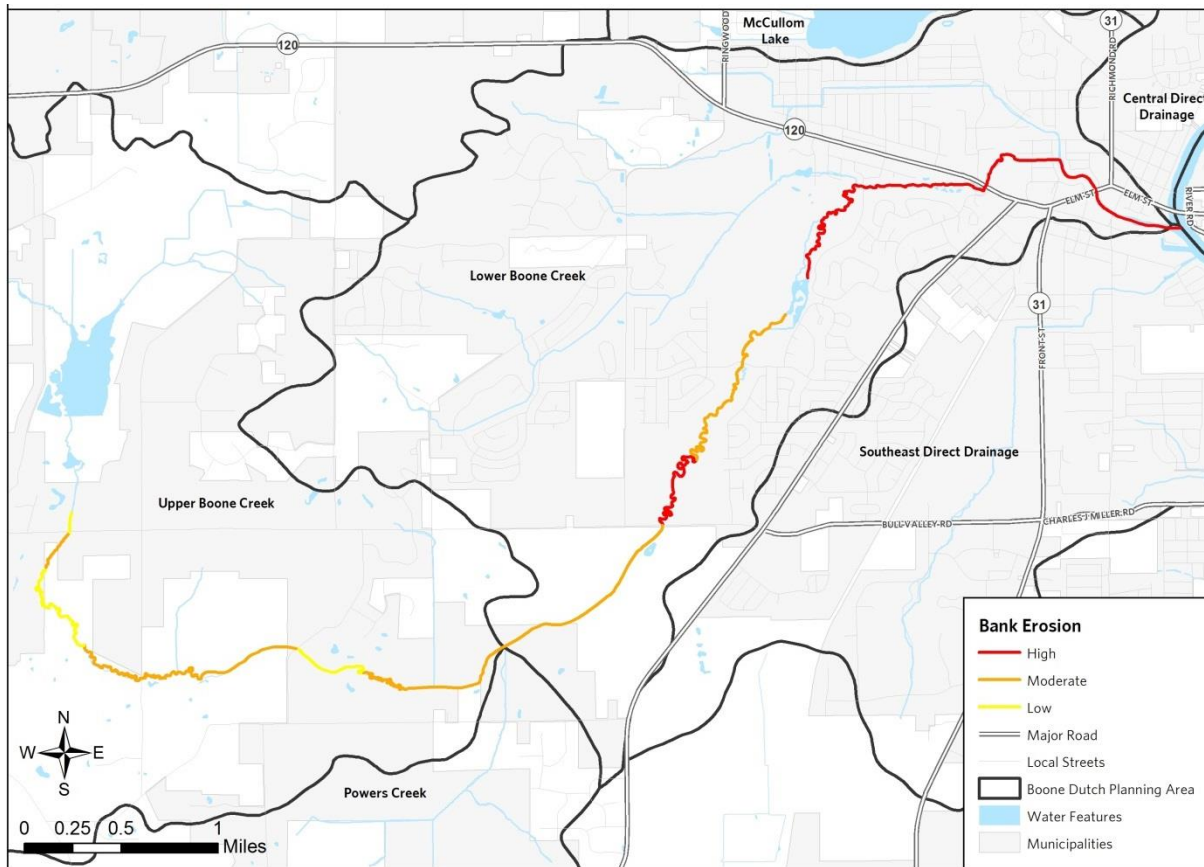 McCullom
Lake
31
120
RINGWOOD
RICHMOND RD
Central Direct
Drainage
120
ELM ST
ELM ST
RIVER RD
Lower Boone Creek
31
FRONT ST
Southeast Direct Drainage
Upper Boone Creek
BULL VALLEY RD
CHARLES J MILLER RD
Powers Creek
N
W
E
S
0 0.25 0.5 1
Miles
Bank Erosion
High
Moderate
Low
Major Road
Local Streets
Boone Dutch Planning Area
Water Features
Municipalities